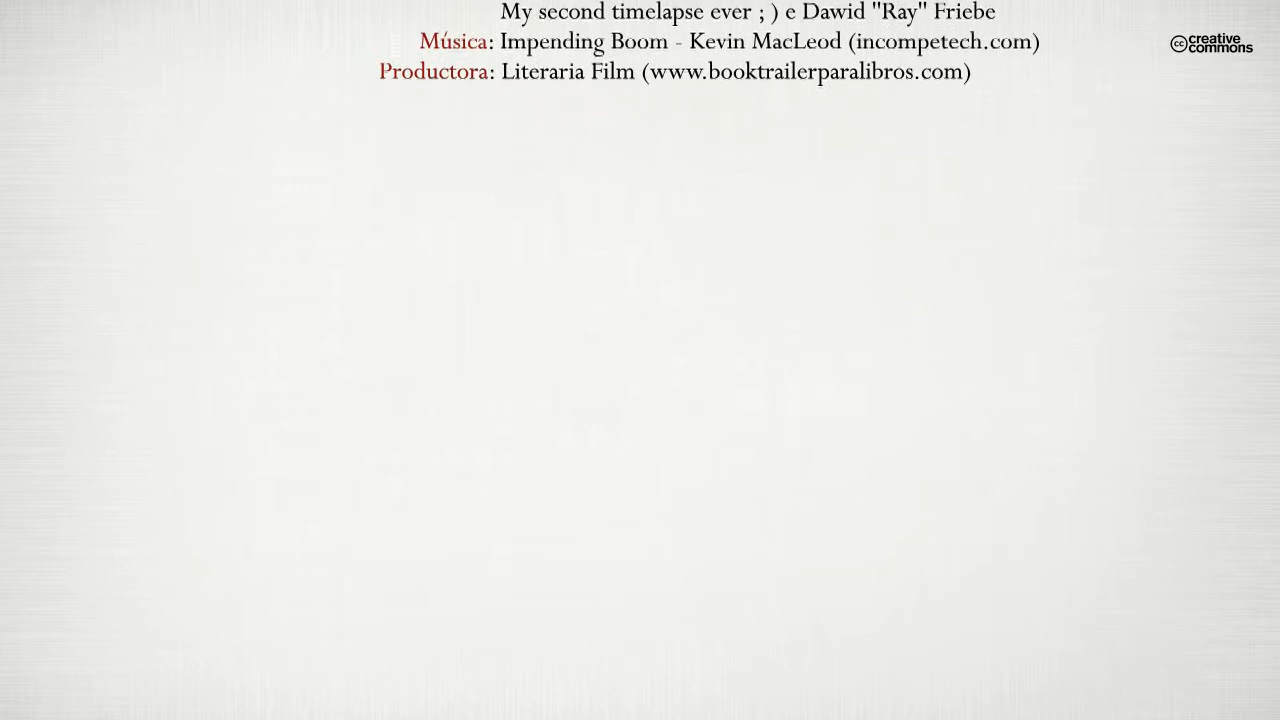 My second timelapse ever ; ) e Dawid "Ray" Friebe
Música: Impending Boom - Kevin MacLeod (incompetech.com)
Productora: Literaria Film (www.booktrailerparalibros.com)
cc creative
commons